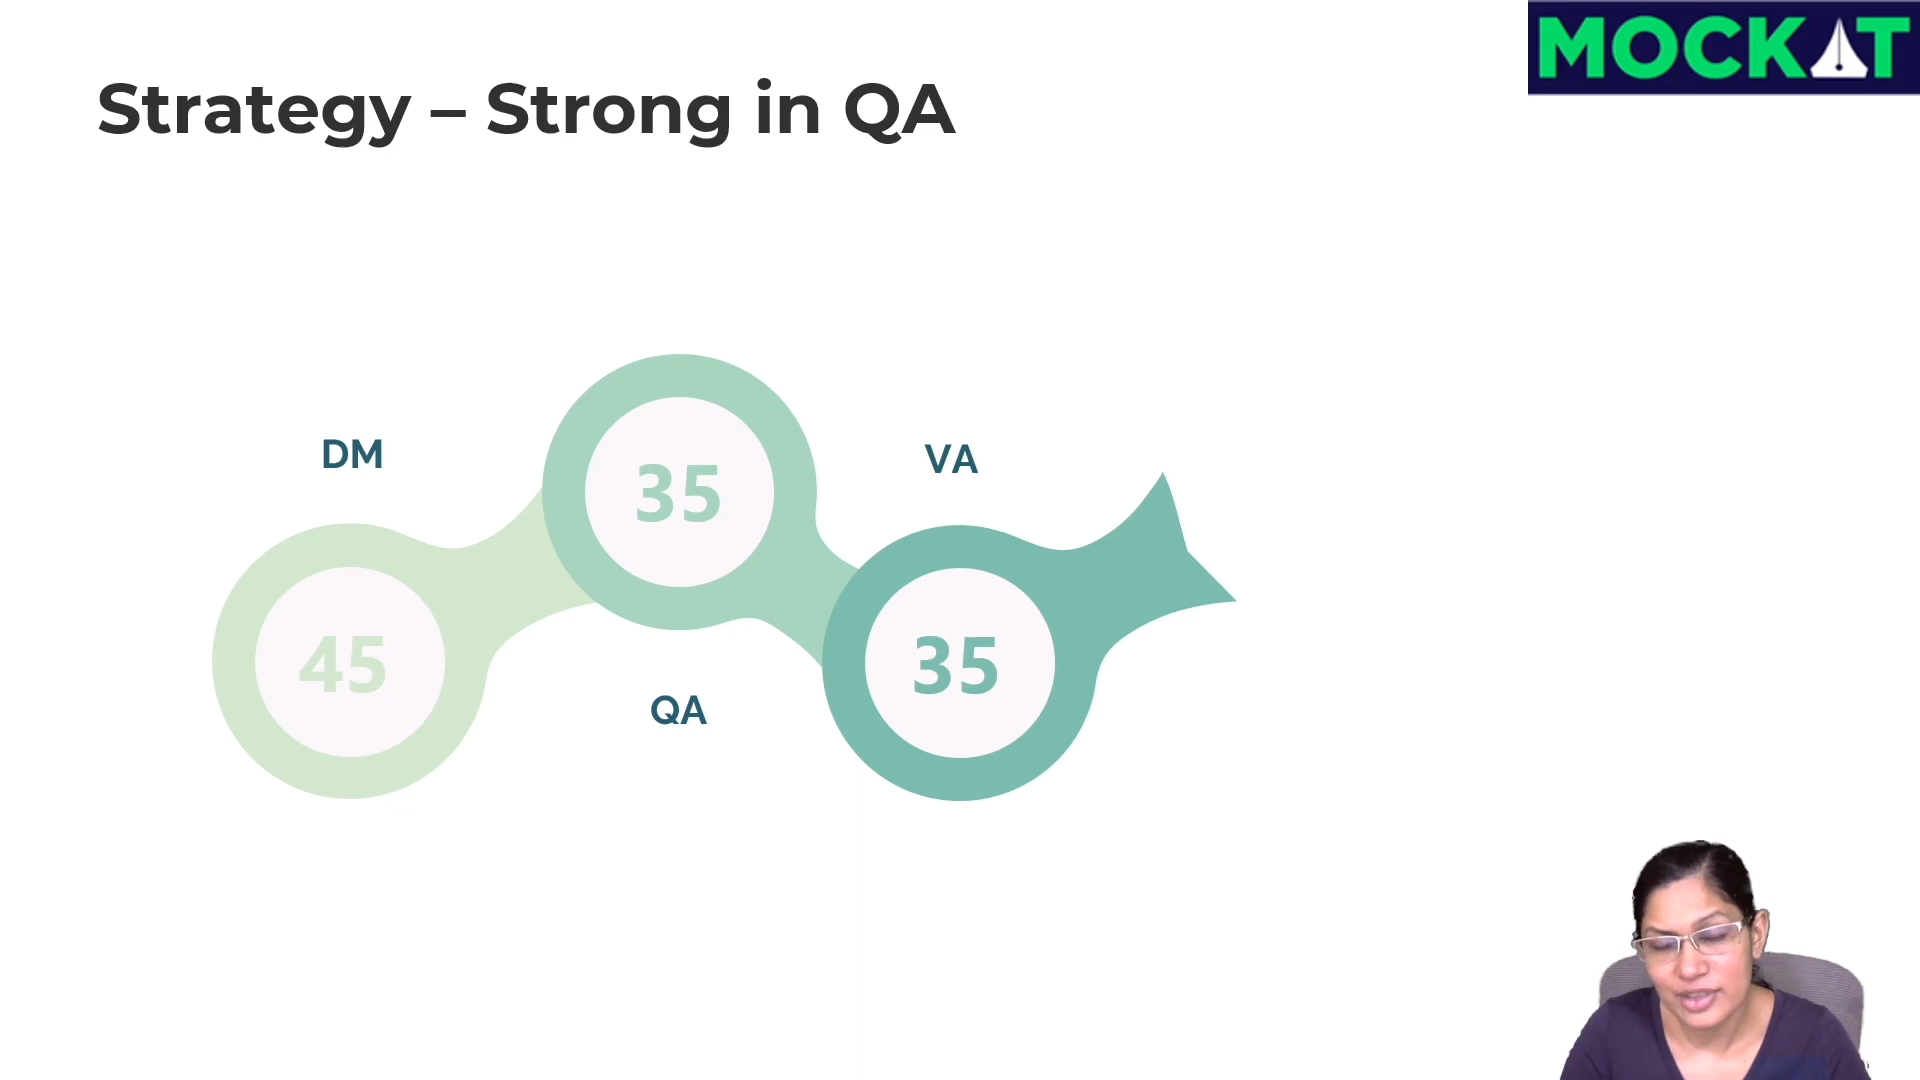 MOCKAT
Strategy – Strong in QA
DM
45
35
QA
VA
35